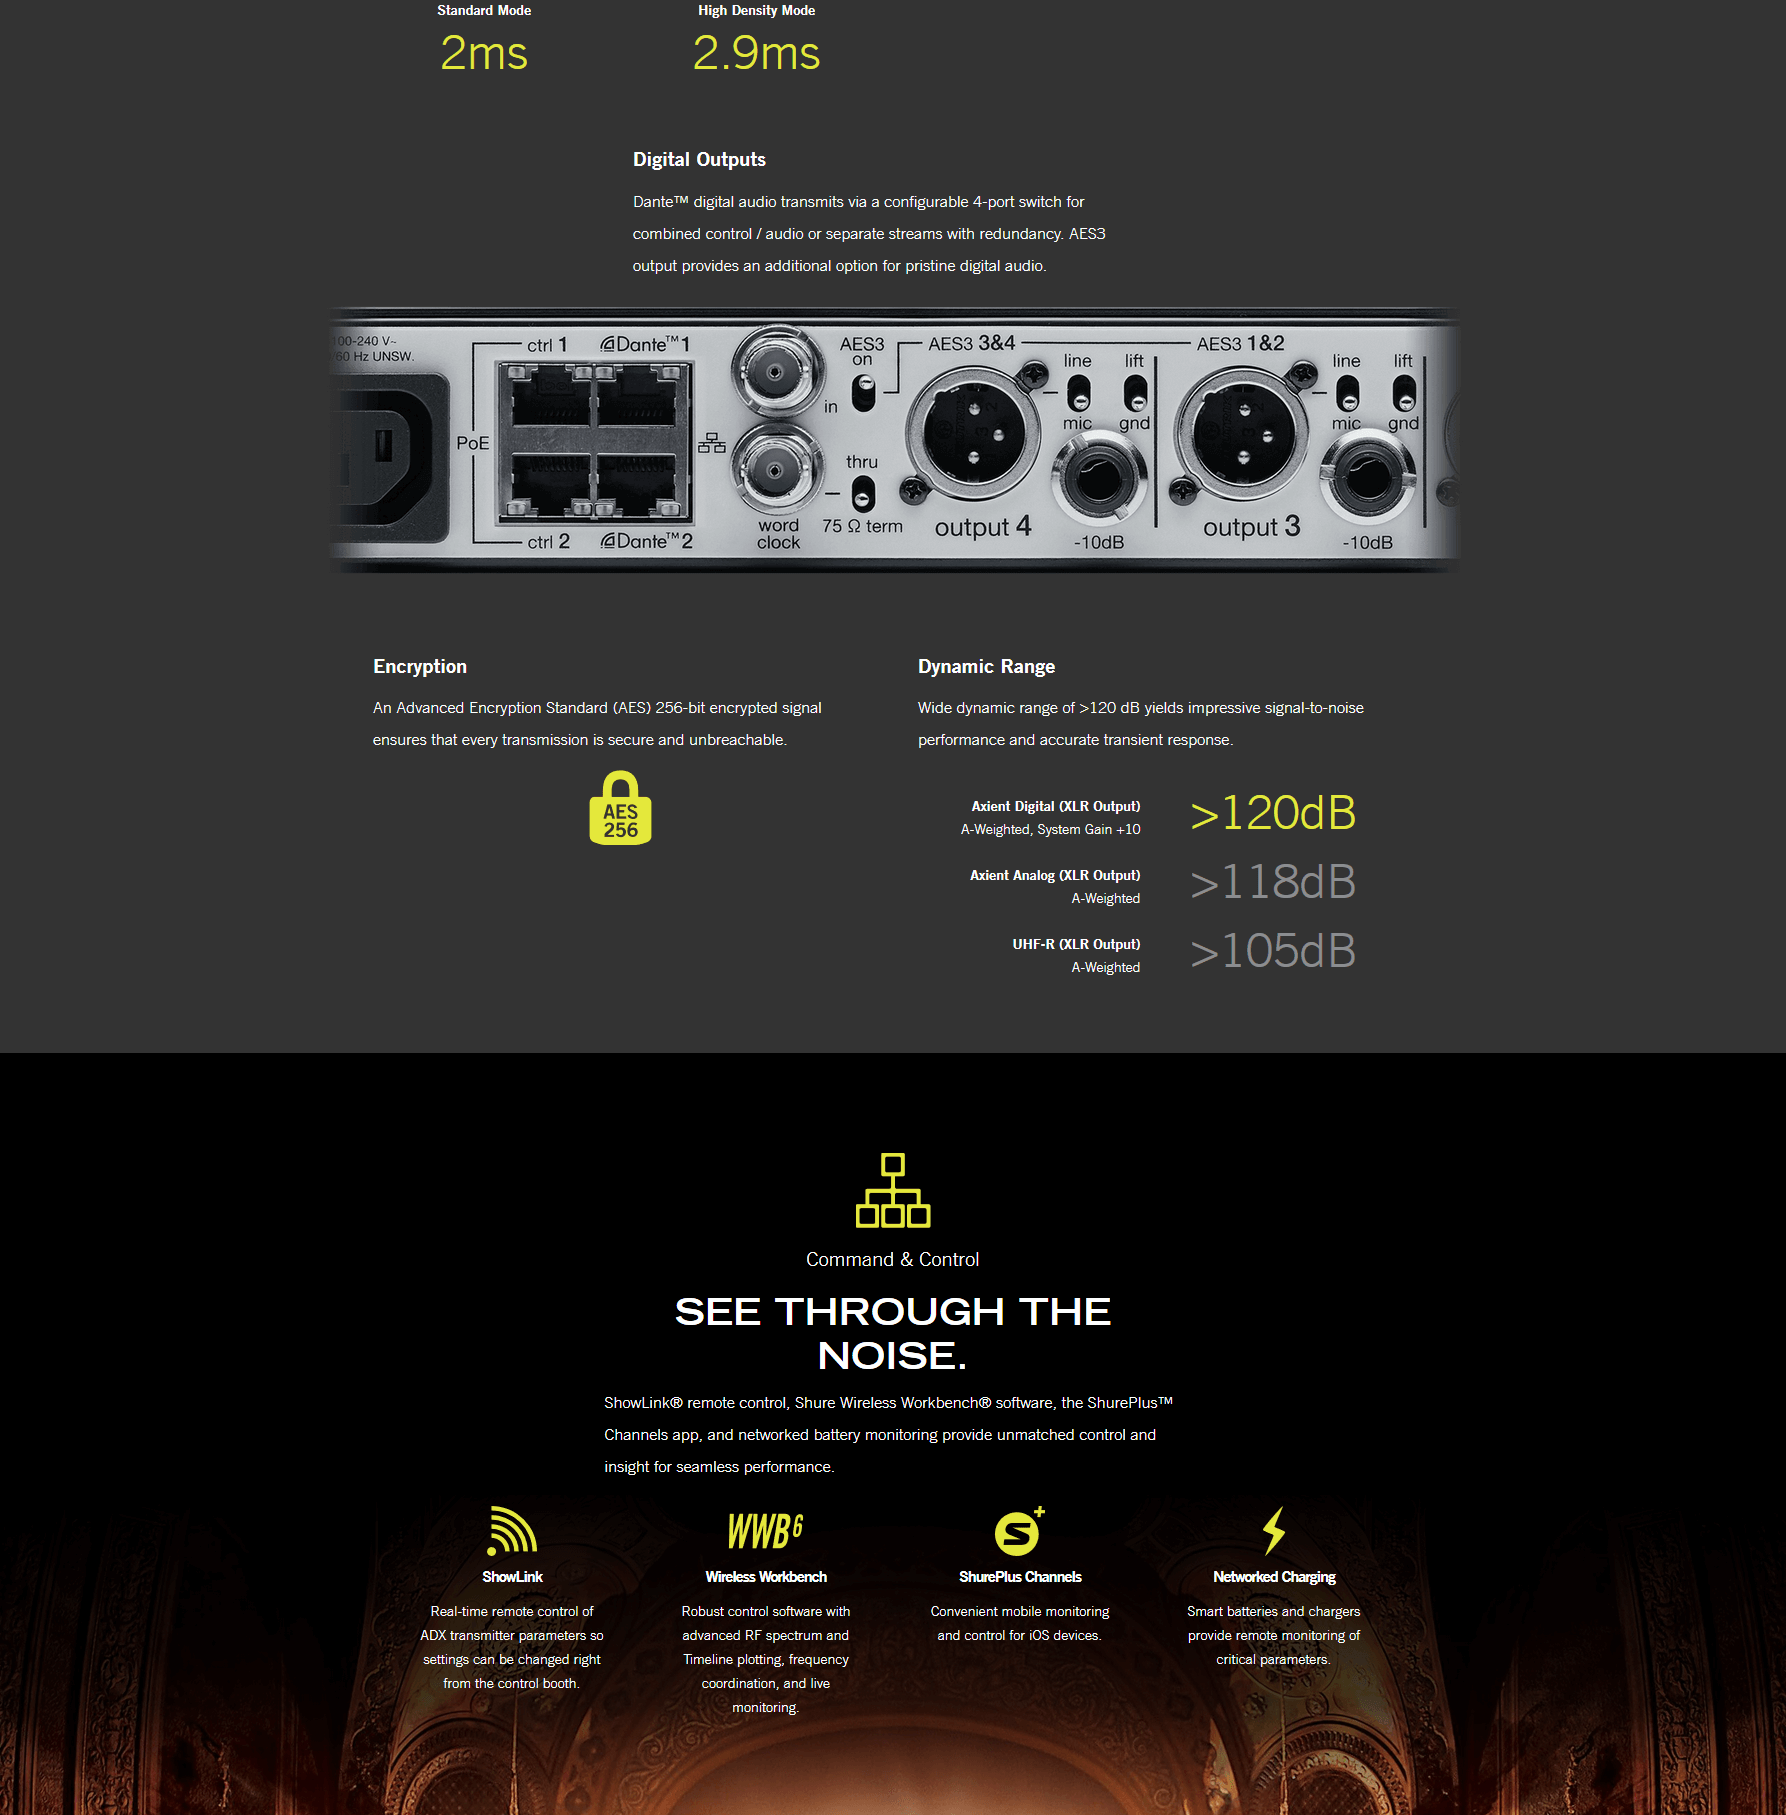 Standard Mode
High Density Mode
2ms
2.9ms
Digital Outputs
Dante™ digital audio transmits via a configurable 4-port switch for
combined control / audio or separate streams with redundancy. AES3
output provides an additional option for pristine digital audio.
100-240 V~
/60 Hz UNSW.
ctrl 1
Dante™ 1
PoE
ctrl 2
Dante™ 2
in
word
clock
AES3
on
thru
75 Ω term
AES3 3&4
line
lift
mic
gnd
output 4
-10dB
AES3 1&2
line
lift
mic
gnd
output 3
-10dB
Encryption
An Advanced Encryption Standard (AES) 256-bit encrypted signal
ensures that every transmission is secure and unbreachable.
AES
256
Dynamic Range
Wide dynamic range of >120 dB yields impressive signal-to-noise
performance and accurate transient response.
Axient Digital (XLR Output)
A-Weighted, System Gain +10
>120dB
Axient Analog (XLR Output)
A-Weighted
>118dB
UHF-R (XLR Output)
A-Weighted
>105dB
Command & Control
SEE THROUGH THE
NOISE.
ShowLink® remote control, Shure Wireless Workbench® software, the ShurePlus™
Channels app, and networked battery monitoring provide unmatched control and
insight for seamless performance.
ShowLink
Real-time remote control of
ADX transmitter parameters so
settings can be changed right
from the control booth.
WWB6
Wireless Workbench
Robust control software with
advanced RF spectrum and
Timeline plotting, frequency
coordination, and live
monitoring.
S+
ShurePlus Channels
Convenient mobile monitoring
and control for iOS devices.
Networked Charging
Smart batteries and chargers
provide remote monitoring of
critical parameters.